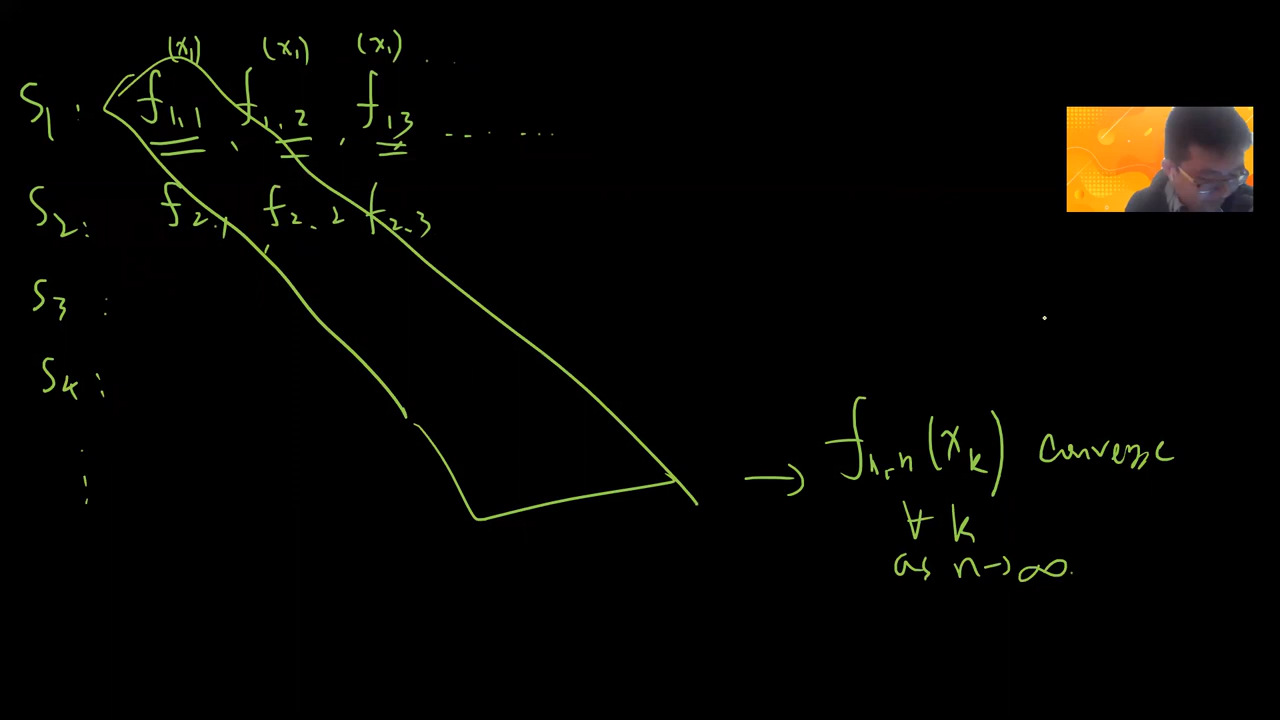 (x₁) (x₁) (x₁) . .
S₁ : f₁,₁ , f₁,₂ , f₁,₃ ... ...
S₂ : f₂,₁ , f₂,₂ f₂,₃
S₃ :
S₄ :
→ fₙ,ₙ(xₖ) converge
∀ k
as n→∞.